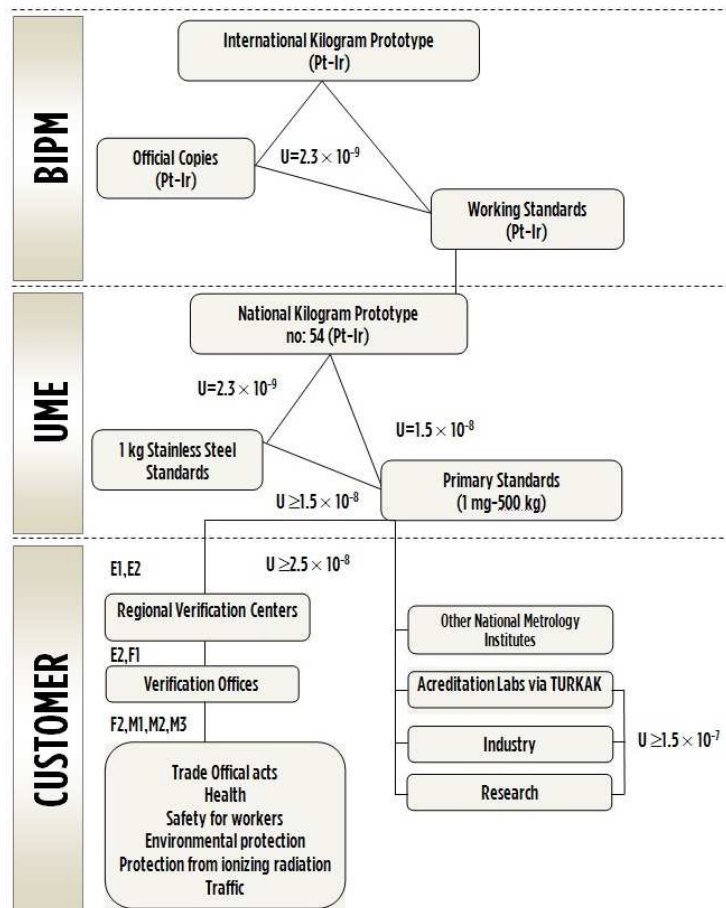 BIPM
International Kilogram Prototype
(Pt-Ir)
Official Copies
(Pt-Ir)
U=2.3 × 10⁻⁹
Working Standards
(Pt-Ir)
UME
National Kilogram Prototype
no: 54 (Pt-Ir)
U=2.3 × 10⁻⁹
U=1.5 × 10⁻⁸
1 kg Stainless Steel
Standards
Primary Standards
(1 mg-500 kg)
U ≥1.5 × 10⁻⁸
CUSTOMER
E1,E2
U ≥2.5 × 10⁻⁸
Regional Verification Centers
E2,F1
Verification Offices
F2,M1,M2,M3
Trade Offical acts
Health
Safety for workers
Environmental protection
Protection from ionizing radiation
Traffic
Other National Metrology
Institutes
Acreditation Labs via TURKAK
Industry
Research
U ≥1.5 × 10⁻⁷